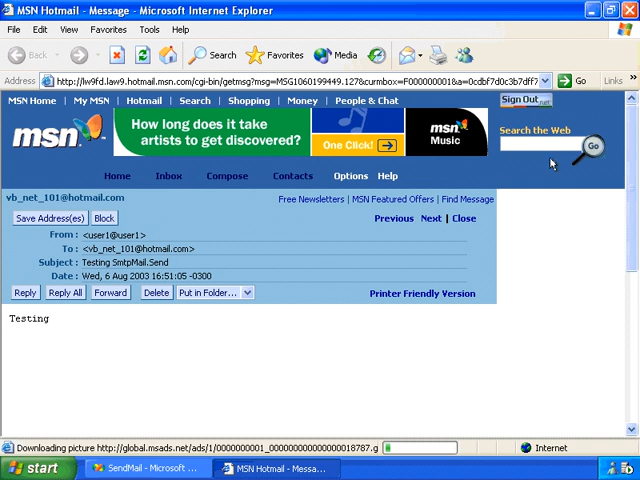 MSN Hotmail - Message - Microsoft Internet Explorer
File Edit View Favorites Tools Help
Back Search Favorites Media
Address http://lw9fd.law9.hotmail.msn.com/cgi-bin/getmsg?msg=MSG1060199449.127&curmbox=F000000001&a=0cdbf7d0c3b7dff7 Go Links »
MSN Home | My MSN | Hotmail | Search | Shopping | Money | People & Chat
Sign Out.net
msn
How long does it take
artists to get discovered?
One Click!
msn
Music
Search the Web
Go
Home Inbox Compose Contacts Options Help
vb_net_101@hotmail.com
Free Newsletters | MSN Featured Offers | Find Message
Save Address(es) Block
Previous Next | Close
From : <user1@user1>
To : <vb_net_101@hotmail.com>
Subject : Testing SmtpMail.Send
Date : Wed, 6 Aug 2003 16:51:05 -0300
Reply Reply All Forward Delete Put in Folder... Printer Friendly Version
Testing
Downloading picture http://global.msads.net/ads/1/0000000001_000000000000000018787.g Internet
start SendMail - Microsoft ... MSN Hotmail - Messa...